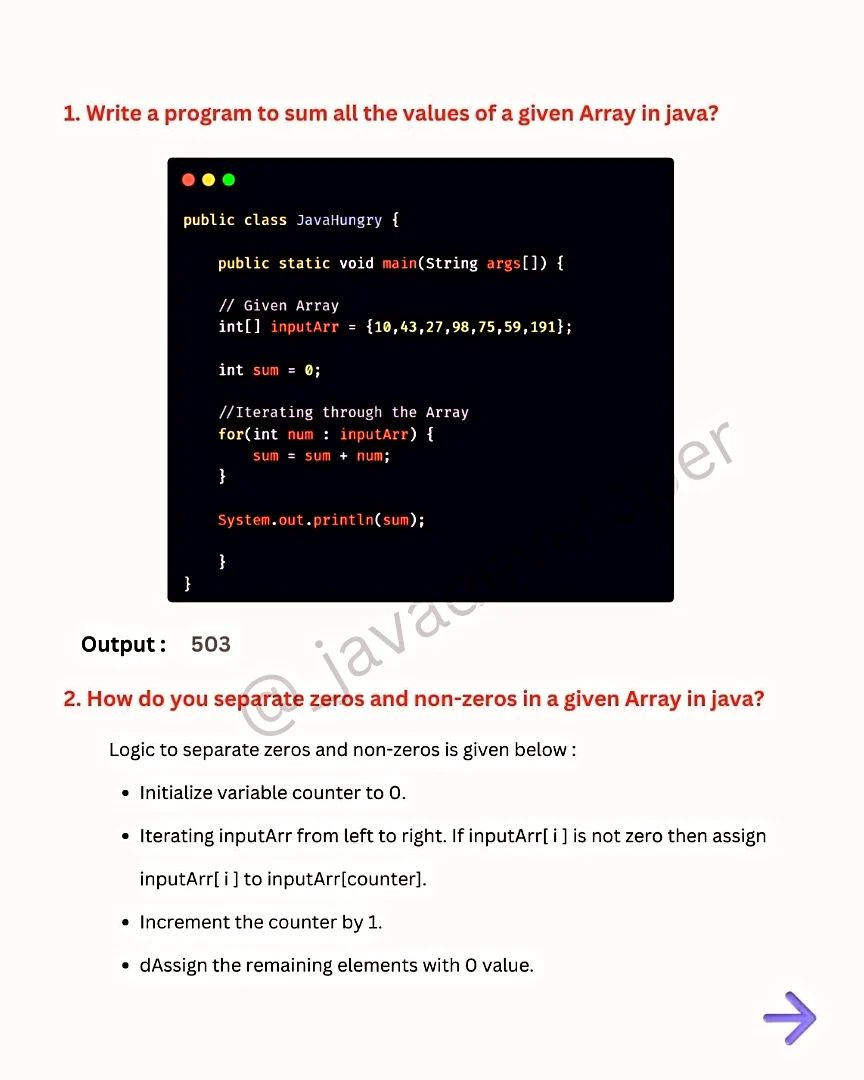 1. Write a program to sum all the values of a given Array in java?
public class JavaHungry {
public static void main(String args[]) {
// Given Array
int[] inputArr = {10,43,27,98,75,59,191};
int sum = 0;
//Iterating through the Array
for(int num : inputArr) {
sum = sum + num;
}
System.out.println(sum);
}
}
Output : 503
@_javadeveloper
2. How do you separate zeros and non-zeros in a given Array in java?
Logic to separate zeros and non-zeros is given below :
• Initialize variable counter to 0.
• Iterating inputArr from left to right. If inputArr[ i ] is not zero then assign
inputArr[ i ] to inputArr[counter].
• Increment the counter by 1.
• dAssign the remaining elements with 0 value.